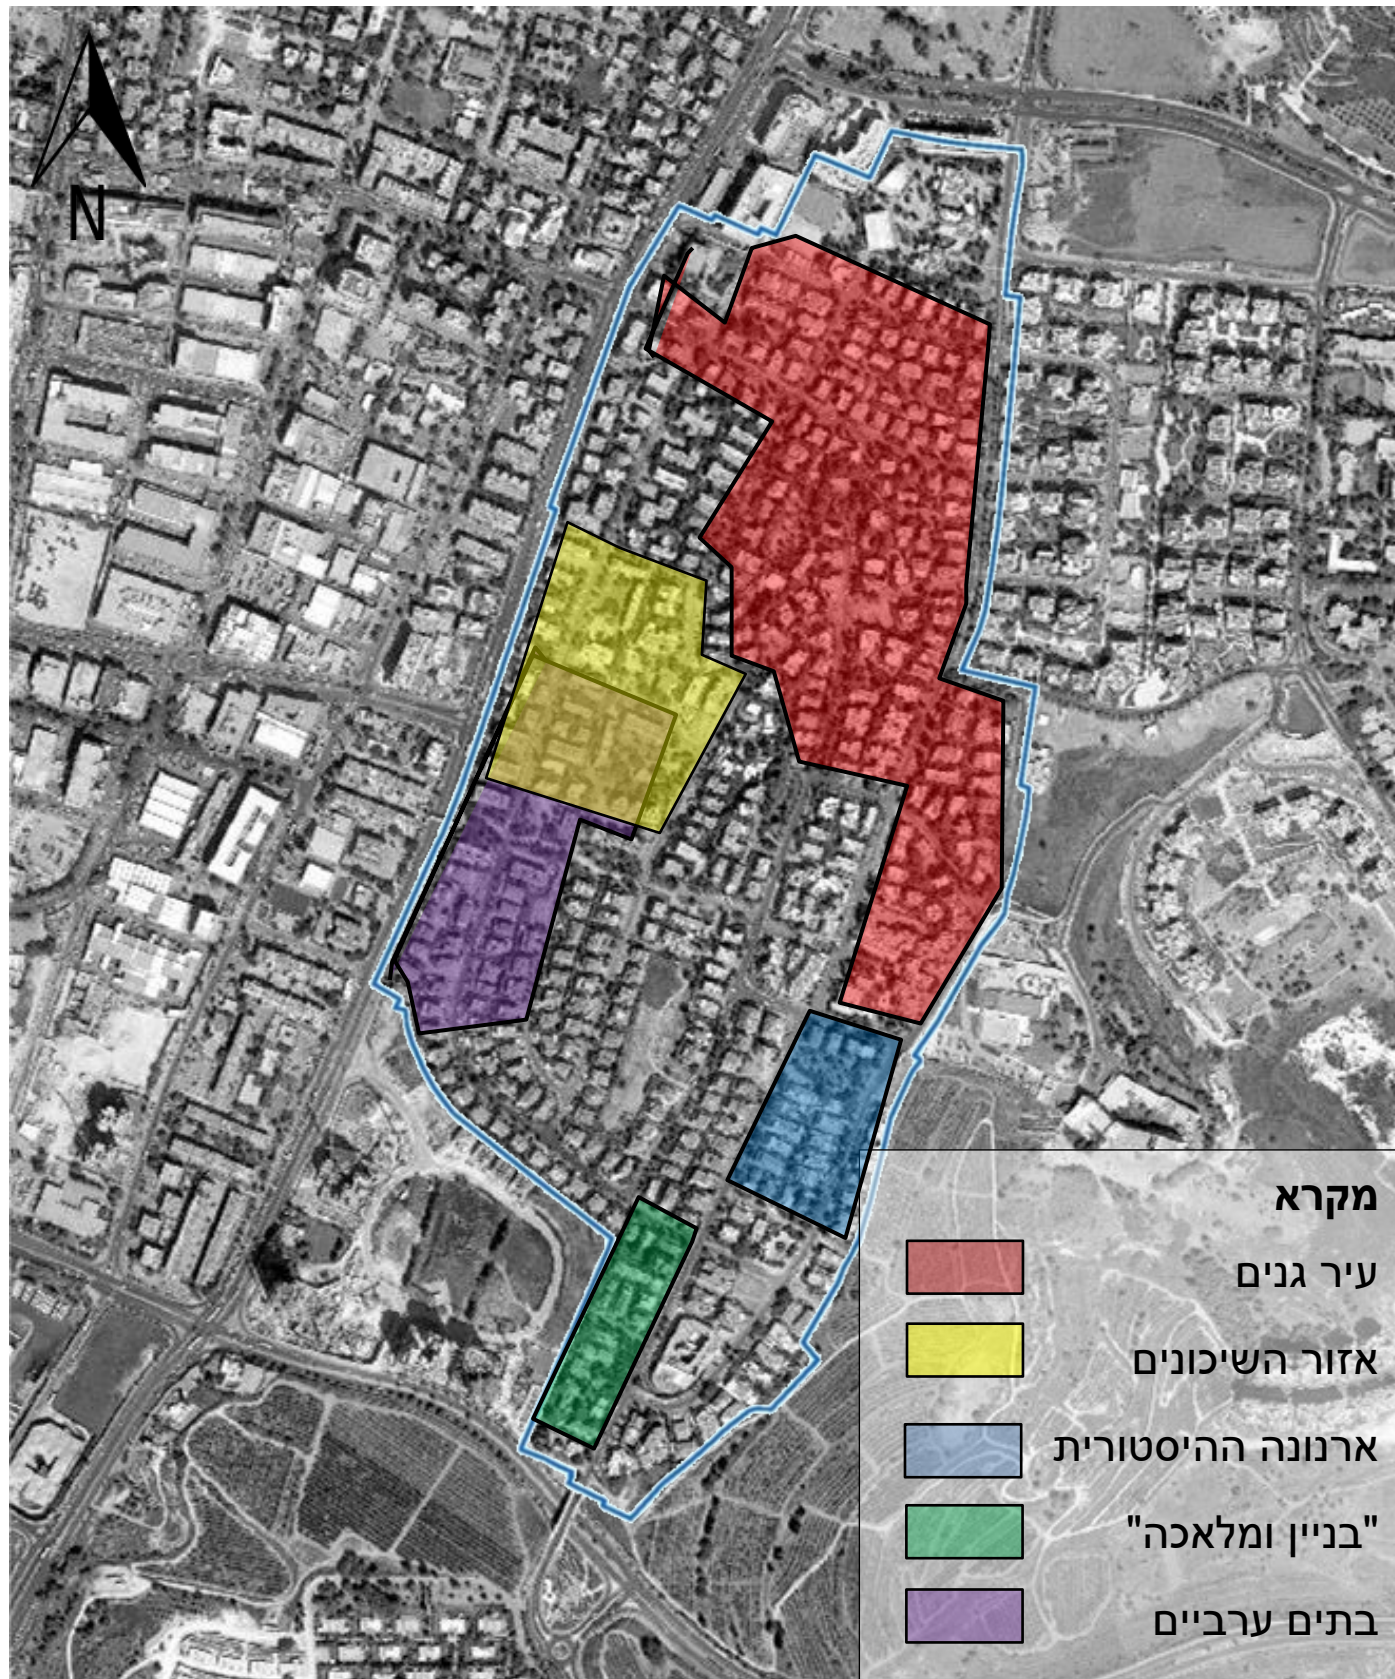 N
מקרא
עיר גנים
אזור השיכונים
ארנונה ההיסטורית
"בניין ומלאכה"
בתים ערביים